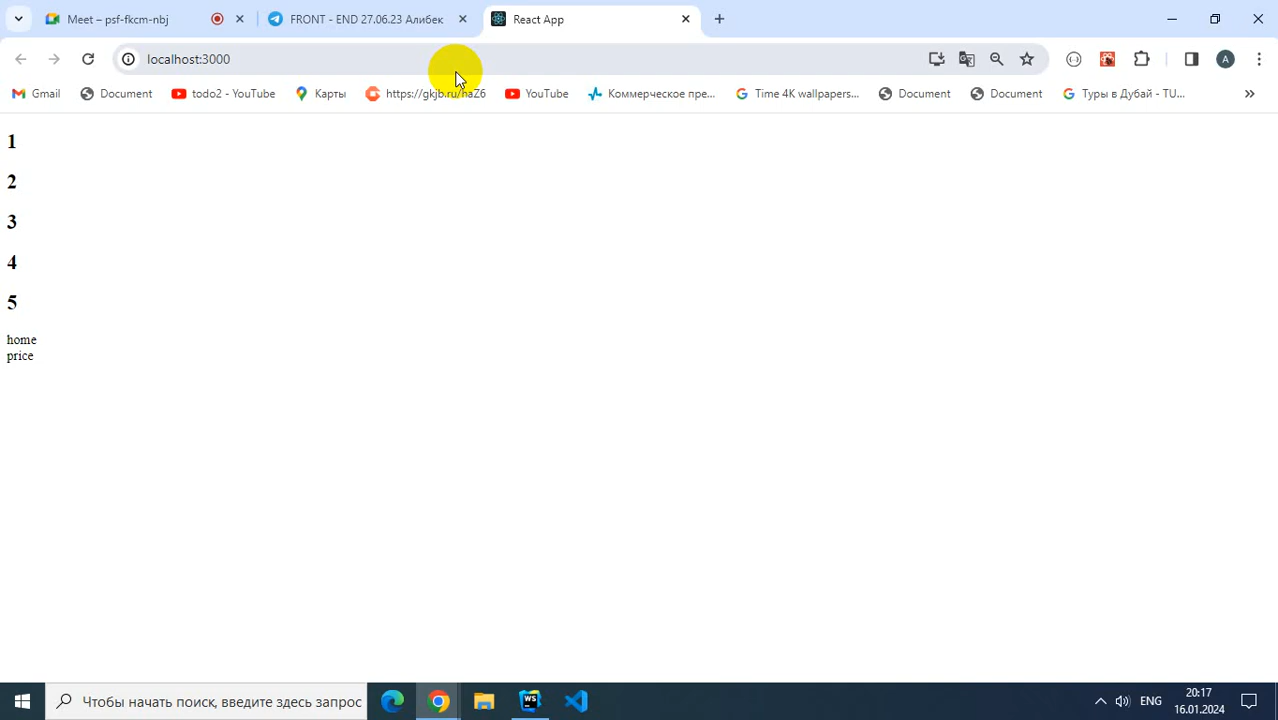 Meet – psf-fkcm-nbj
FRONT - END 27.06.23 Алибек
React App
localhost:3000
Gmail
Document
todo2 - YouTube
Карты
https://gkjb.ru/haZ6
YouTube
Коммерческое пре...
Time 4K wallpapers...
Document
Document
Туры в Дубай - TU...
A
1
2
3
4
5
home
price
Чтобы начать поиск, введите здесь запрос
WS
ENG
20:17
16.01.2024